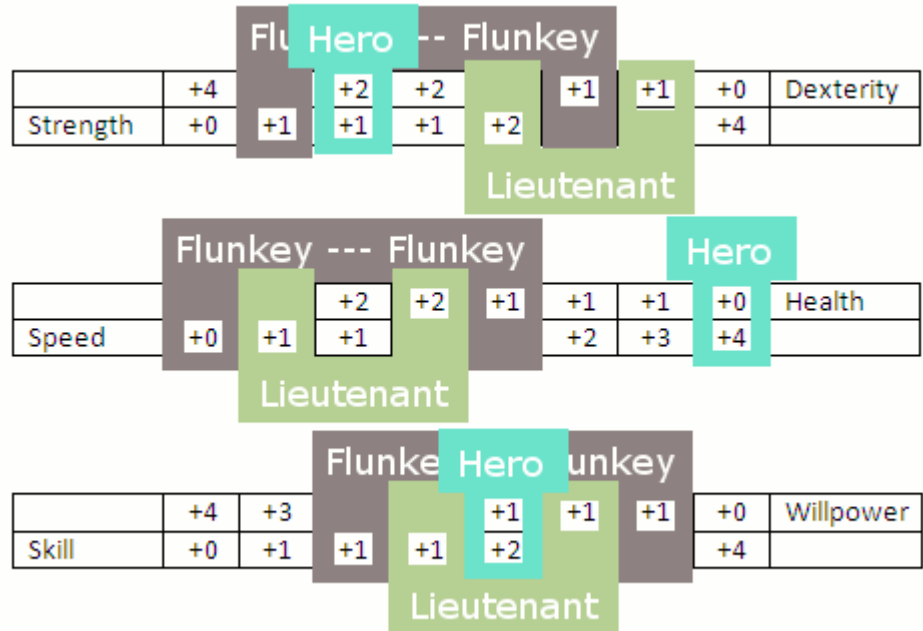 Flu Hero -- Flunkey
+4 +2 +2 +1 +1 +0 Dexterity
Strength +0 +1 +1 +1 +2 +4
Lieutenant
Flunkey --- Flunkey Hero
+2 +2 +1 +1 +1 +0 Health
Speed +0 +1 +1 +2 +3 +4
Lieutenant
Flunke Hero unkey
+4 +3 +1 +1 +1 +0 Willpower
Skill +0 +1 +1 +1 +2 +4
Lieutenant